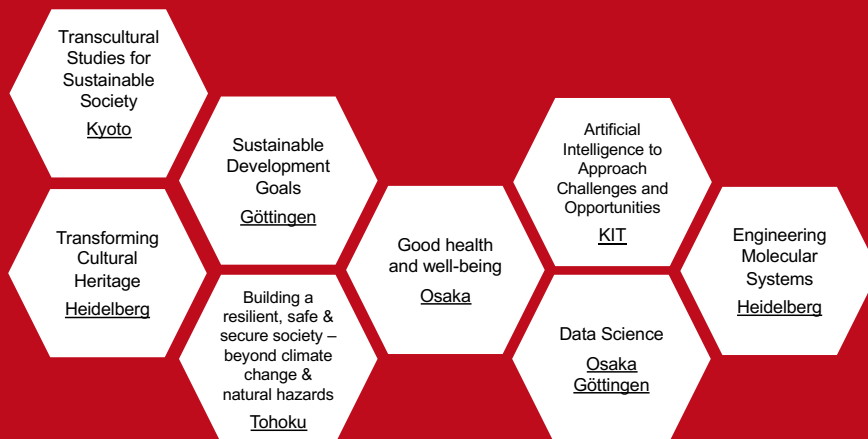 Transcultural
Studies for
Sustainable
Society
Kyoto
Transforming
Cultural
Heritage
Heidelberg
Sustainable
Development
Goals
Göttingen
Building a
resilient, safe &
secure society –
beyond climate
change &
natural hazards
Tohoku
Good health
and well-being
Osaka
Artificial
Intelligence to
Approach
Challenges and
Opportunities
KIT
Data Science
Osaka
Göttingen
Engineering
Molecular
Systems
Heidelberg